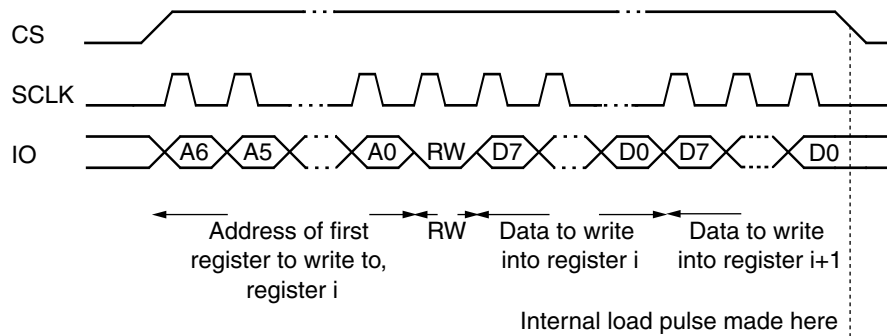 CS
SCLK
IO
A6 A5 A0 RW D7 D0 D7 D0
Address of first
register to write to,
register i
RW
Data to write
into register i
Data to write
into register i+1
Internal load pulse made here